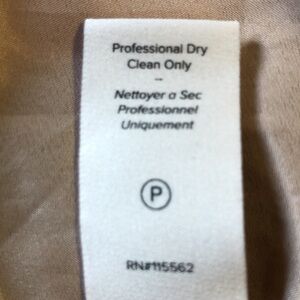 Professional Dry
Clean Only
--
Nettoyer a Sec
Professionnel
Uniquement
P
RN#115562